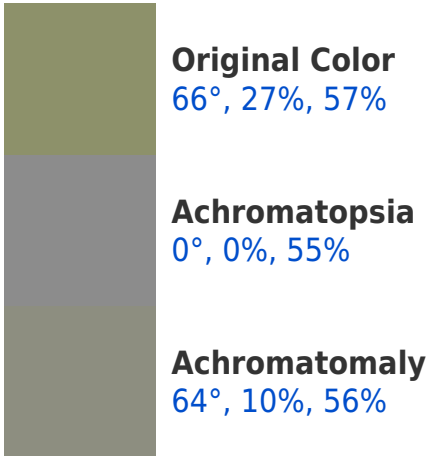 Original Color
66°, 27%, 57%
Achromatopsia
0°, 0%, 55%
Achromatomaly
64°, 10%, 56%